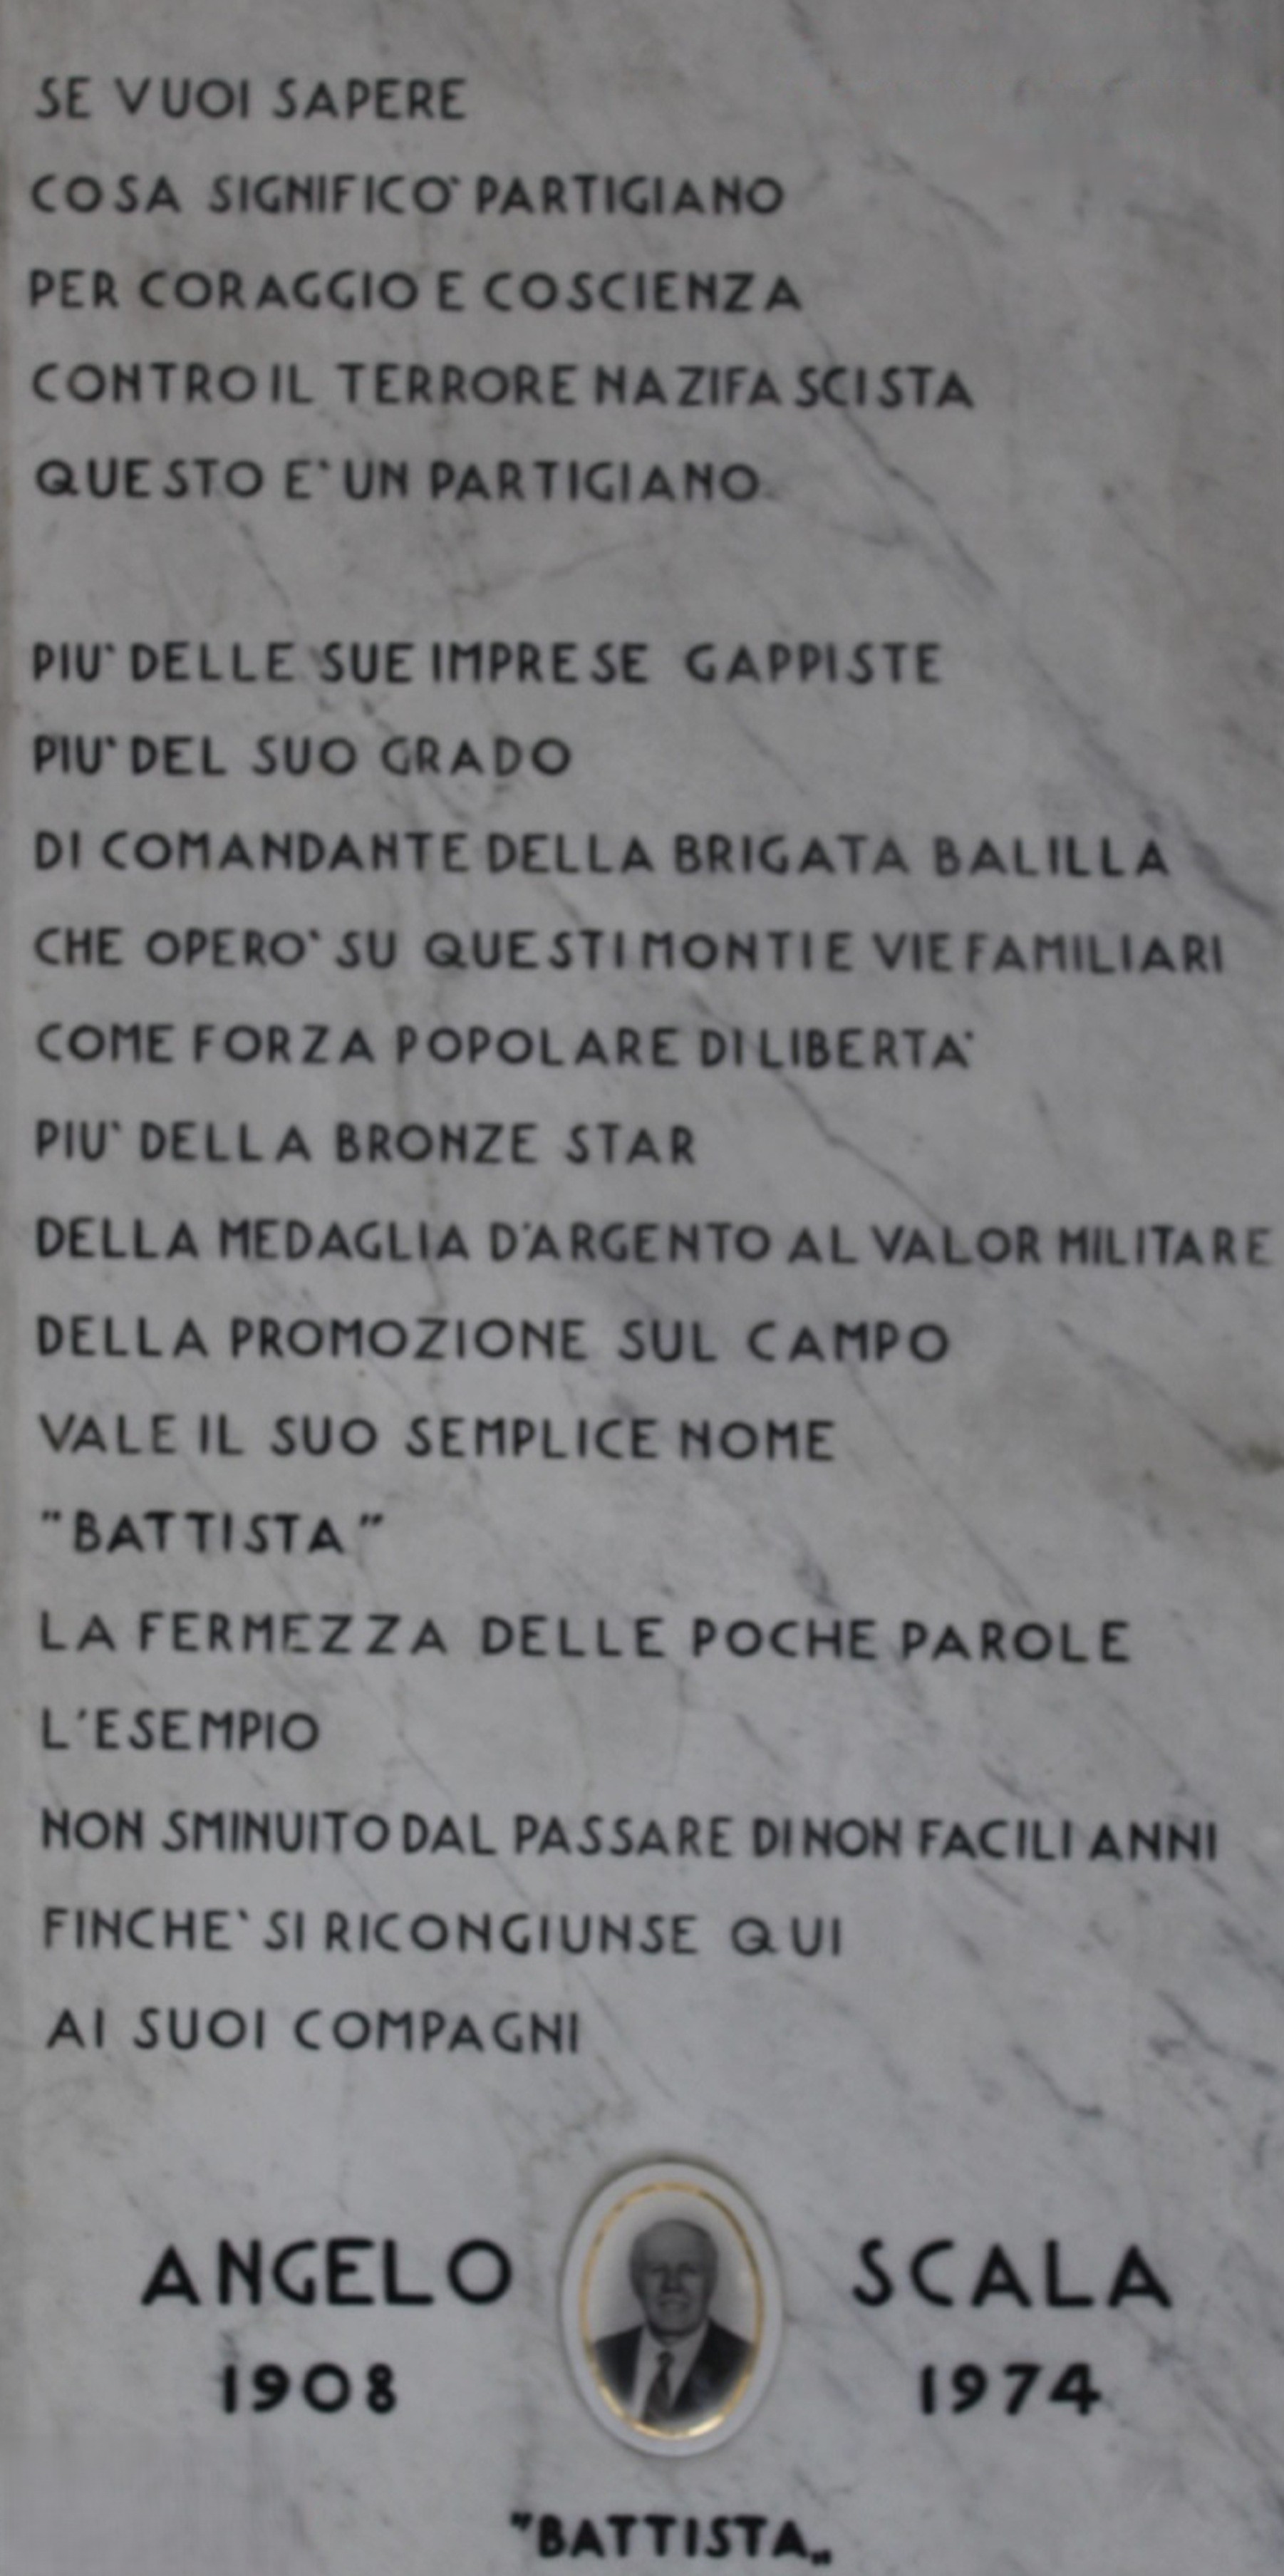 SE VUOI SAPERE
COSA SIGNIFICO` PARTIGIANO
PER CORAGGIO E COSCIENZA
CONTRO IL TERRORE NAZIFASCISTA
QUESTO E` UN PARTIGIANO.
PIU` DELLE SUE IMPRESE GAPPISTE
PIU` DEL SUO GRADO
DI COMANDANTE DELLA BRIGATA BALILLA
CHE OPERO` SU QUESTI MONTI E VIE FAMILIARI
COME FORZA POPOLARE DI LIBERTA`
PIU` DELLA BRONZE STAR
DELLA MEDAGLIA D'ARGENTO AL VALOR MILITARE
DELLA PROMOZIONE SUL CAMPO
VALE IL SUO SEMPLICE NOME
"BATTISTA"
LA FERMEZZA DELLE POCHE PAROLE
L'ESEMPIO
NON SMINUITO DAL PASSARE DI NON FACILI ANNI
FINCHE` SI RICONGIUNSE QUI
AI SUOI COMPAGNI
ANGELO SCALA
1908 1974
"BATTISTA„